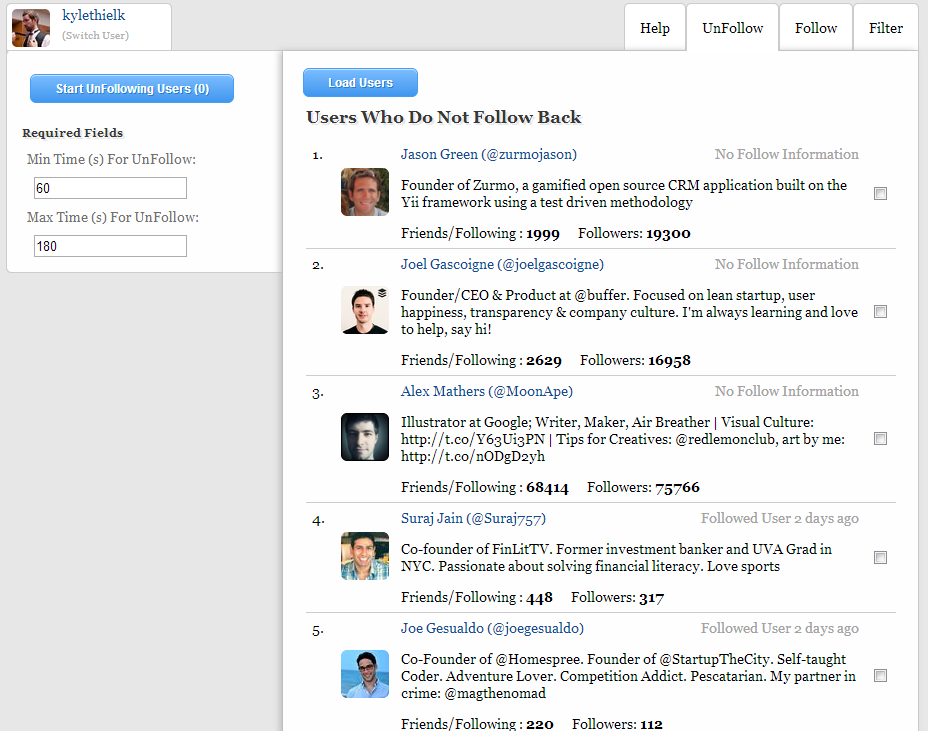 kylethielk
(Switch User)
Help
UnFollow
Follow
Filter
Start UnFollowing Users (0)
Required Fields
Min Time (s) For UnFollow:
60
Max Time (s) For UnFollow:
180
Load Users
Users Who Do Not Follow Back
1.
Jason Green (@zurmojason)
No Follow Information
Founder of Zurmo, a gamified open source CRM application built on the
Yii framework using a test driven methodology
Friends/Following : 1999 Followers: 19300
2.
Joel Gascoigne (@joelgascoigne)
No Follow Information
Founder/CEO & Product at @buffer. Focused on lean startup, user
happiness, transparency & company culture. I'm always learning and love
to help, say hi!
Friends/Following : 2629 Followers: 16958
3.
Alex Mathers (@MoonApe)
No Follow Information
Illustrator at Google; Writer, Maker, Air Breather | Visual Culture:
http://t.co/Y63Ui3PN | Tips for Creatives: @redlemonclub, art by me:
http://t.co/nODgD2yh
Friends/Following : 68414 Followers: 75766
4.
Suraj Jain (@Suraj757)
Followed User 2 days ago
Co-founder of FinLitTV. Former investment banker and UVA Grad in
NYC. Passionate about solving financial literacy. Love sports
Friends/Following : 448 Followers: 317
5.
Joe Gesualdo (@joegesualdo)
Followed User 2 days ago
Co-Founder of @Homespree. Founder of @StartupTheCity. Self-taught
Coder. Adventure Lover. Competition Addict. Pescatarian. My partner in
crime: @magthenomad
Friends/Following : 220 Followers: 112